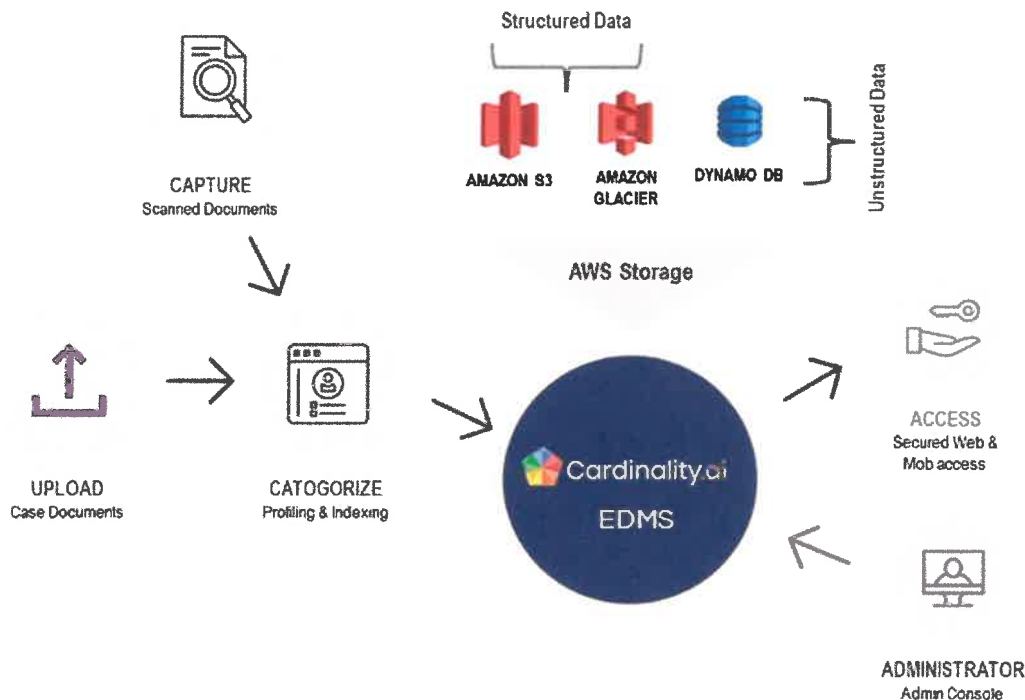 Structured Data
Unstructured Data
AMAZON S3
AMAZON
GLACIER
DYNAMO DB
AWS Storage
CAPTURE
Scanned Documents
UPLOAD
Case Documents
CATOGORIZE
Profiling & Indexing
Cardinality.ai
EDMS
ACCESS
Secured Web &
Mob access
ADMINISTRATOR
Admin Console